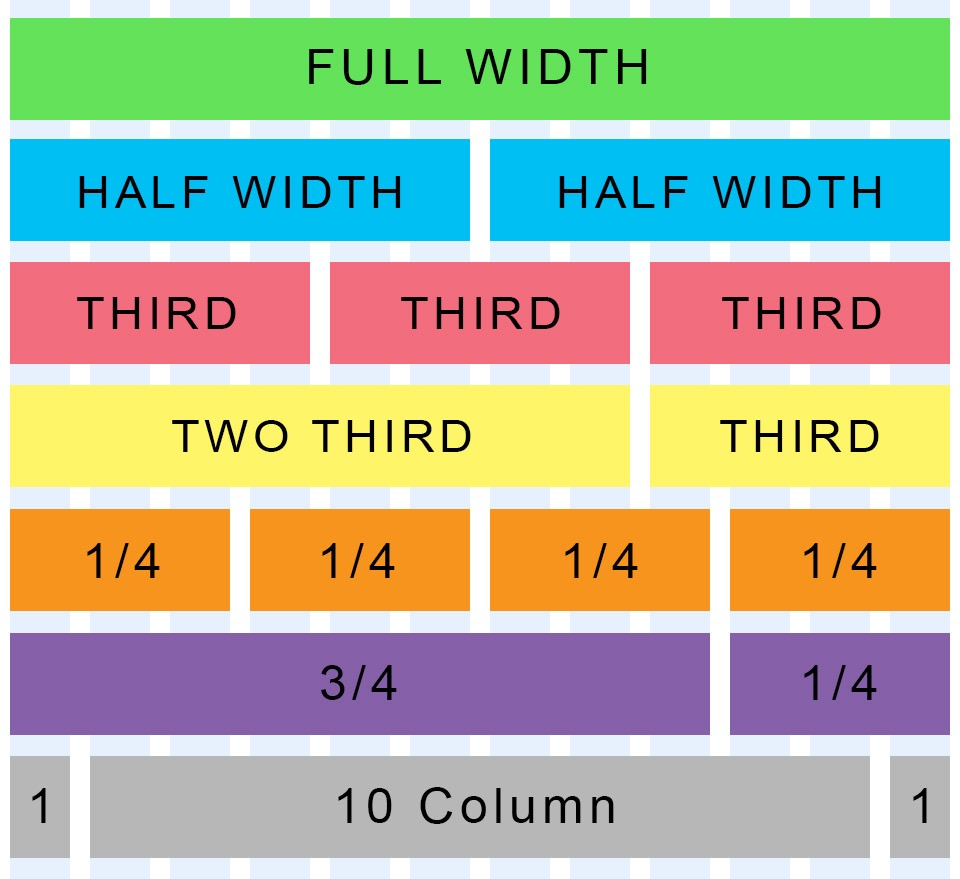 FULL WIDTH
HALF WIDTH HALF WIDTH
THIRD THIRD THIRD
TWO THIRD THIRD
1/4 1/4 1/4 1/4
3/4 1/4
1 10 Column 1